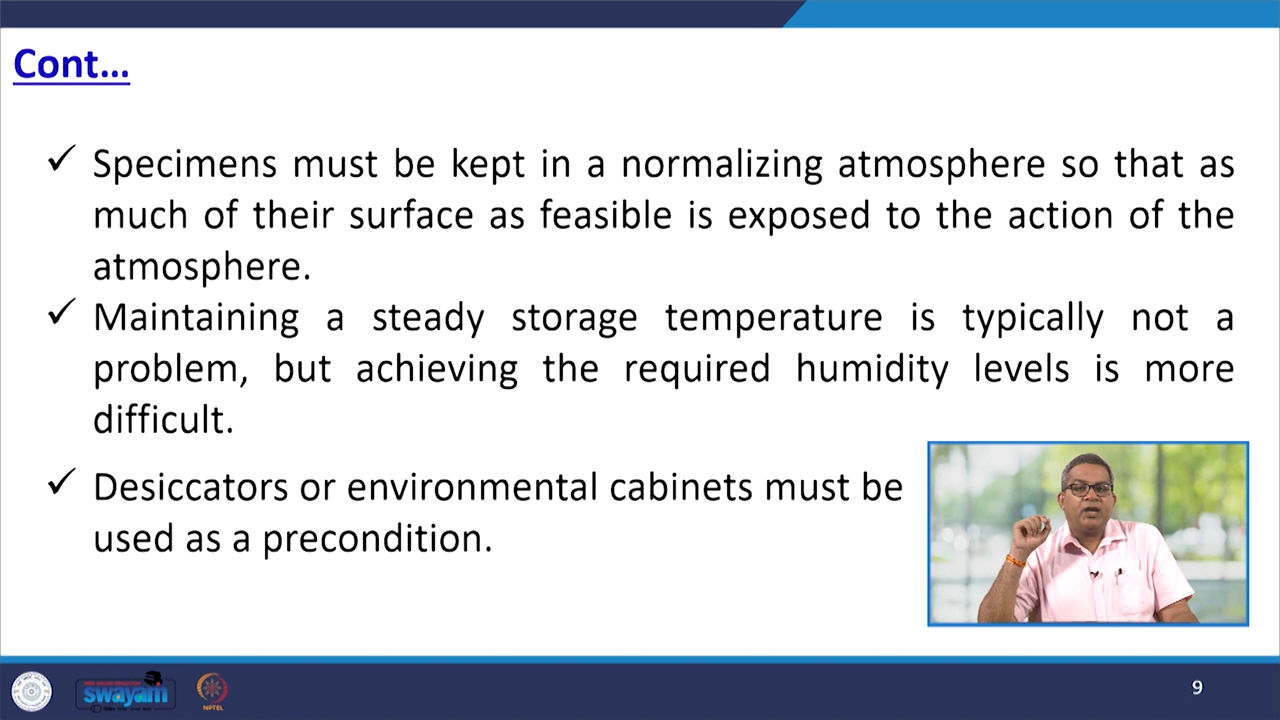 Cont...
✓ Specimens must be kept in a normalizing atmosphere so that as
much of their surface as feasible is exposed to the action of the
atmosphere.
✓ Maintaining a steady storage temperature is typically not a
problem, but achieving the required humidity levels is more
difficult.
✓ Desiccators or environmental cabinets must be
used as a precondition.
swayam
NPTEL
9